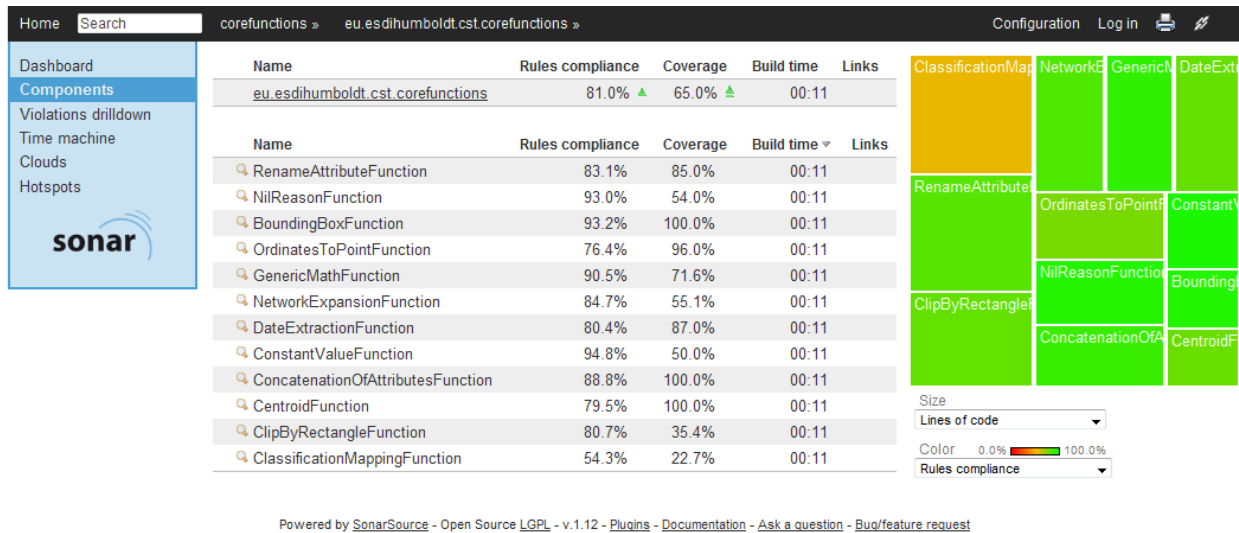 Home Search corefunctions » eu.esdihumboldt.cst.corefunctions » Configuration Log in
Dashboard
Components
Violations drilldown
Time machine
Clouds
Hotspots
sonar
Name Rules compliance Coverage Build time Links
eu.esdihumboldt.cst.corefunctions 81.0% 65.0% 00:11
Name Rules compliance Coverage Build time Links
RenameAttributeFunction 83.1% 85.0% 00:11
NilReasonFunction 93.0% 54.0% 00:11
BoundingBoxFunction 93.2% 100.0% 00:11
OrdinatesToPointFunction 76.4% 96.0% 00:11
GenericMathFunction 90.5% 71.6% 00:11
NetworkExpansionFunction 84.7% 55.1% 00:11
DateExtractionFunction 80.4% 87.0% 00:11
ConstantValueFunction 94.8% 50.0% 00:11
ConcatenationOfAttributesFunction 88.8% 100.0% 00:11
CentroidFunction 79.5% 100.0% 00:11
ClipByRectangleFunction 80.7% 35.4% 00:11
ClassificationMappingFunction 54.3% 22.7% 00:11
ClassificationMap NetworkE GenericM DateExtr
RenameAttributeF
OrdinatesToPointF ConstantV
NilReasonFunction
BoundingB
ClipByRectangleF
ConcatenationOfA CentroidF
Size
Lines of code
Color 0.0% 100.0%
Rules compliance
Powered by SonarSource - Open Source LGPL - v.1.12 - Plugins - Documentation - Ask a question - Bug/feature request